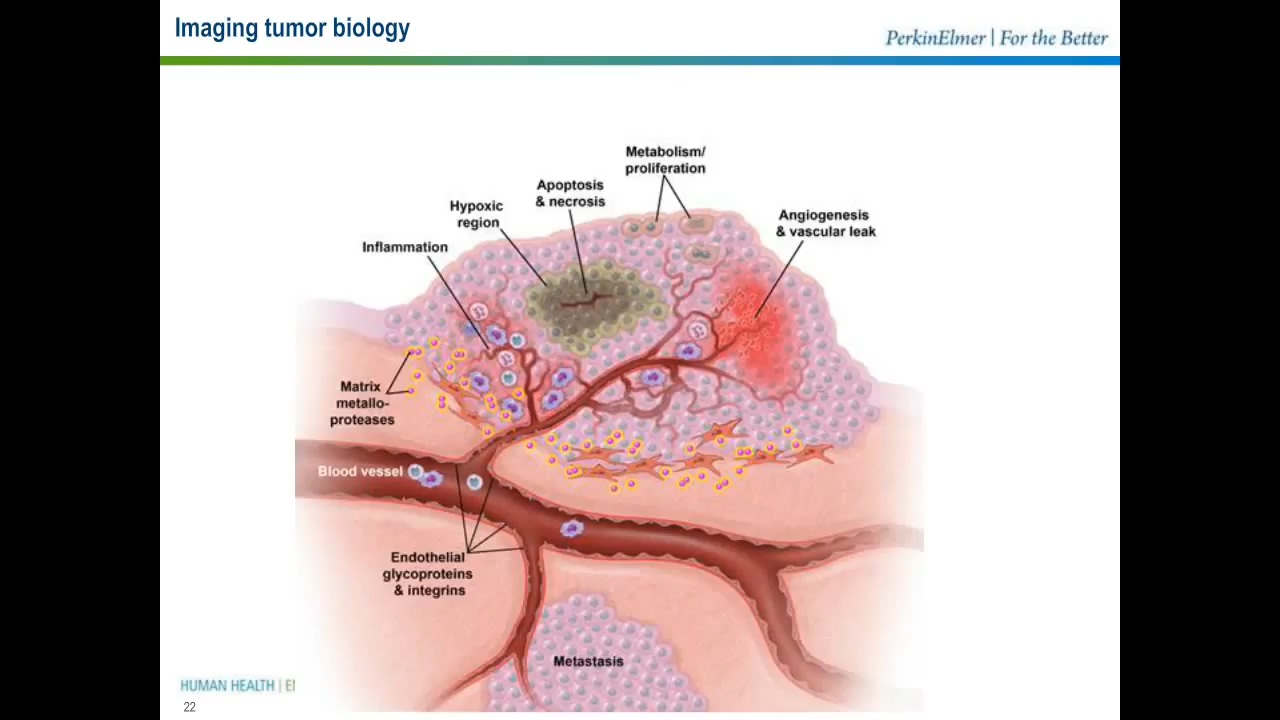 Imaging tumor biology
PerkinElmer | For the Better
Metabolism/
proliferation
Apoptosis
& necrosis
Hypoxic
region
Angiogenesis
& vascular leak
Inflammation
Matrix
metallo-
proteases
Blood vessel
Endothelial
glycoproteins
& integrins
Metastasis
HUMAN HEALTH |
22